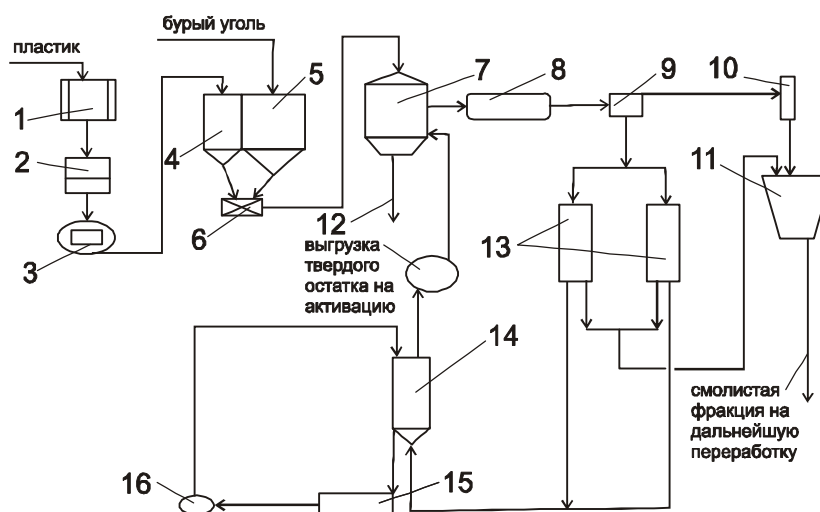 бурый уголь
пластик
1
2
3
4
5
6
7
8
9
10
11
12
выгрузка
твердого
остатка на
активацию
13
14
15
16
смолистая
фракция на
дальнейшую
переработку